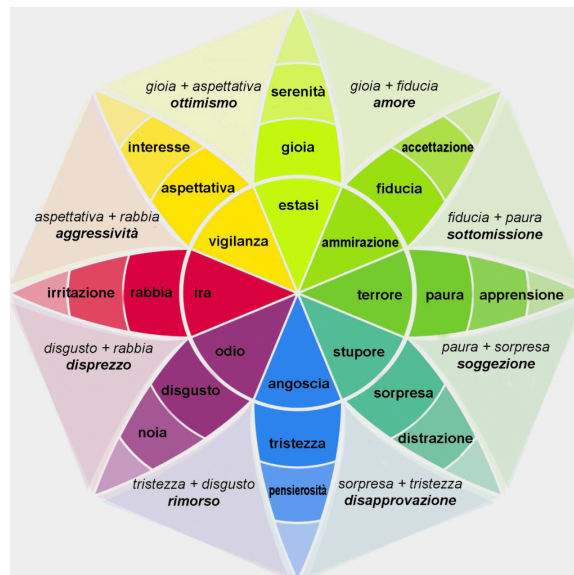 gioia + aspettativa
ottimismo
serenità
gioia + fiducia
amore
interesse
gioia
accettazione
aspettativa
fiducia
estasi
aspettativa + rabbia
aggressività
fiducia + paura
sottomissione
vigilanza
ammirazione
irritazione
rabbia
ira
terrore
paura
apprensione
disgusto + rabbia
disprezzo
odio
stupore
paura + sorpresa
soggezione
angoscia
disgusto
sorpresa
noia
tristezza
distrazione
tristezza + disgusto
rimorso
pensierosità
sorpresa + tristezza
disapprovazione